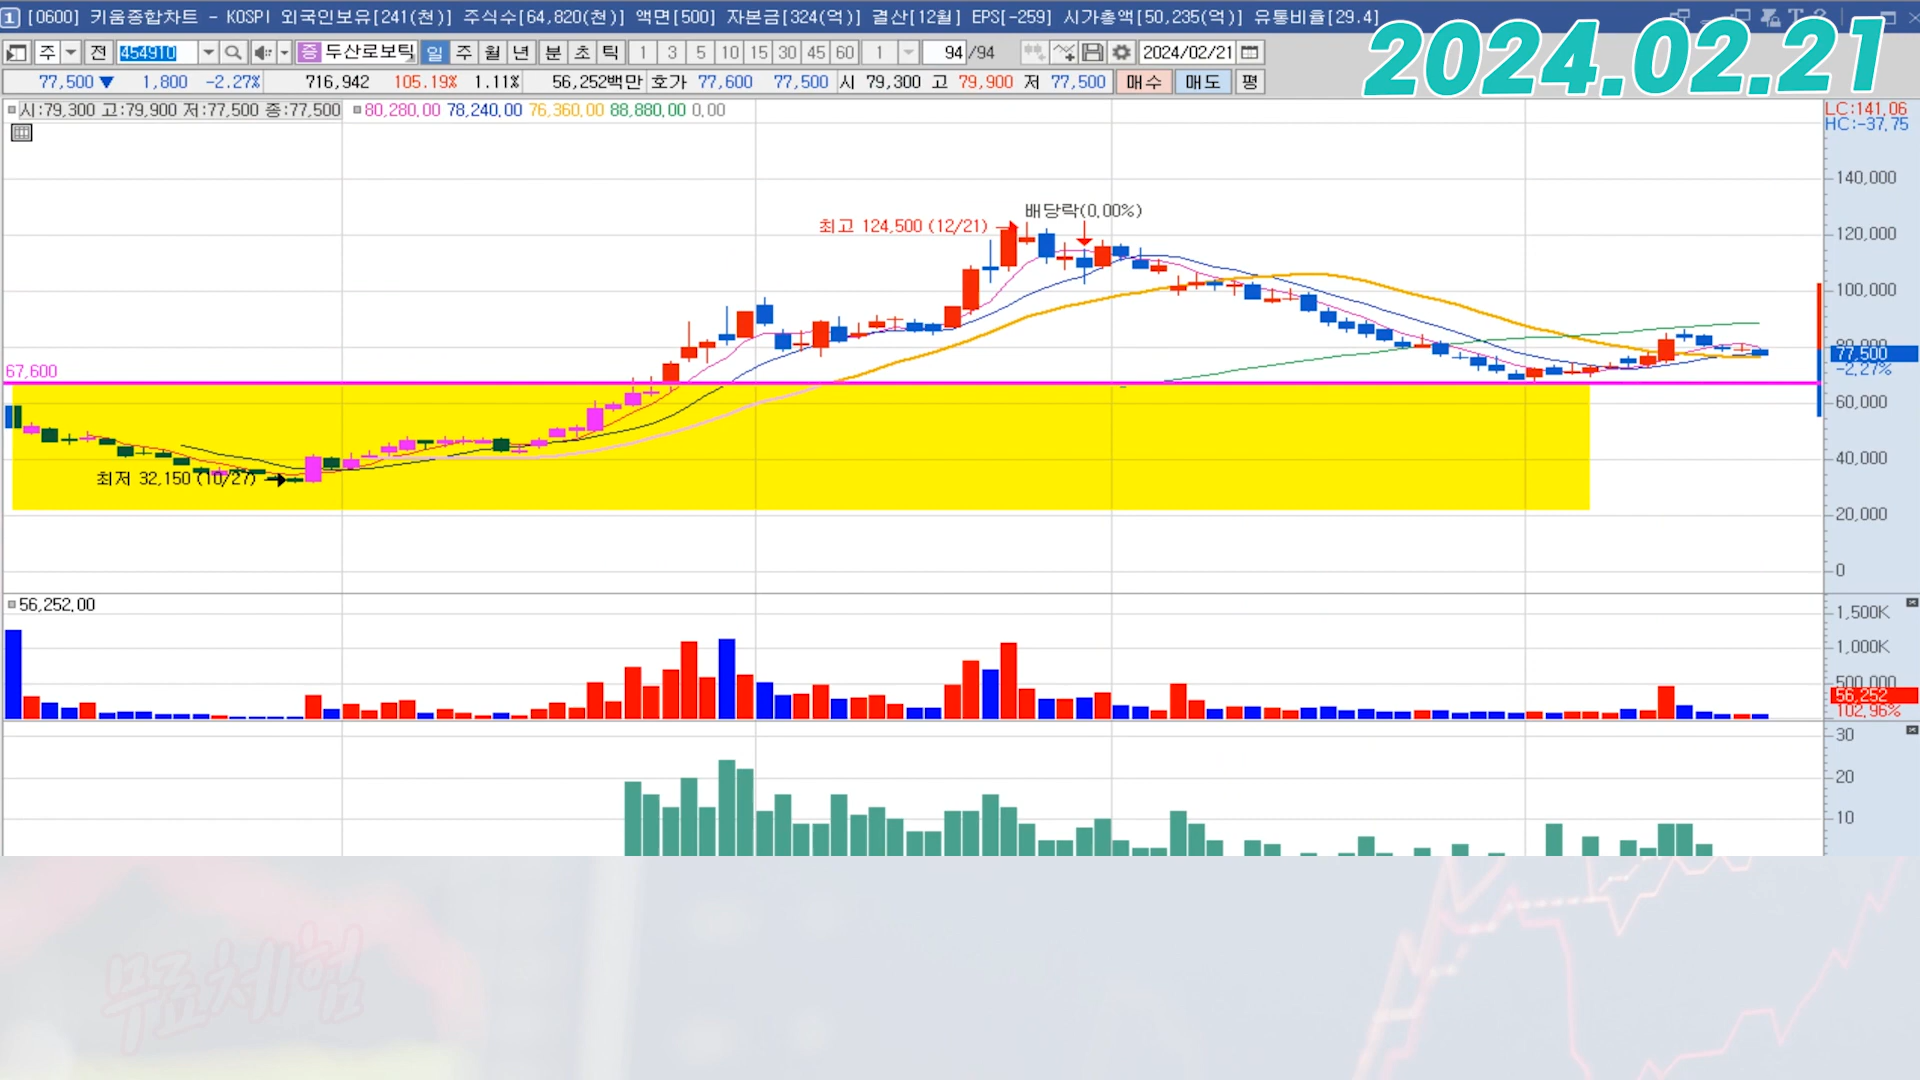 1 [0600] 키움종합차트 - KOSPI 외국인보유[241(천)] 주식수[64,820(천)] 액면[500] 자본금[324(억)] 결산[12월] EPS[-259] 시가총액[50,235(억)] 유통비율[29.4]
2024.02.21
주 전 454910 증 두산로보틱 일 주 월 년 분 초 틱 1 3 5 10 15 30 45 60 1 94 /94 2024/02/21
77,500 ▼ 1,800 -2.27% 716,942 105.19% 1.11% 56,252백만 호가 77,600 77,500 시 79,300 고 79,900 저 77,500 매수 매도 평
시:79,300 고:79,900 저:77,500 종:77,500 80,280.00 78,240.00 76,360.00 88,880.00 0.00
LC:141.06
HC:-37.75
140,000
배당락(0.00%)
최고 124,500 (12/21)
120,000
100,000
80,000
77,500
-2.27%
67,600
60,000
40,000
최저 32,150 (10/27)
20,000
0
56,252.00
1,500K
1,000K
500,000
56,252
102.96%
30
20
10
무료체험